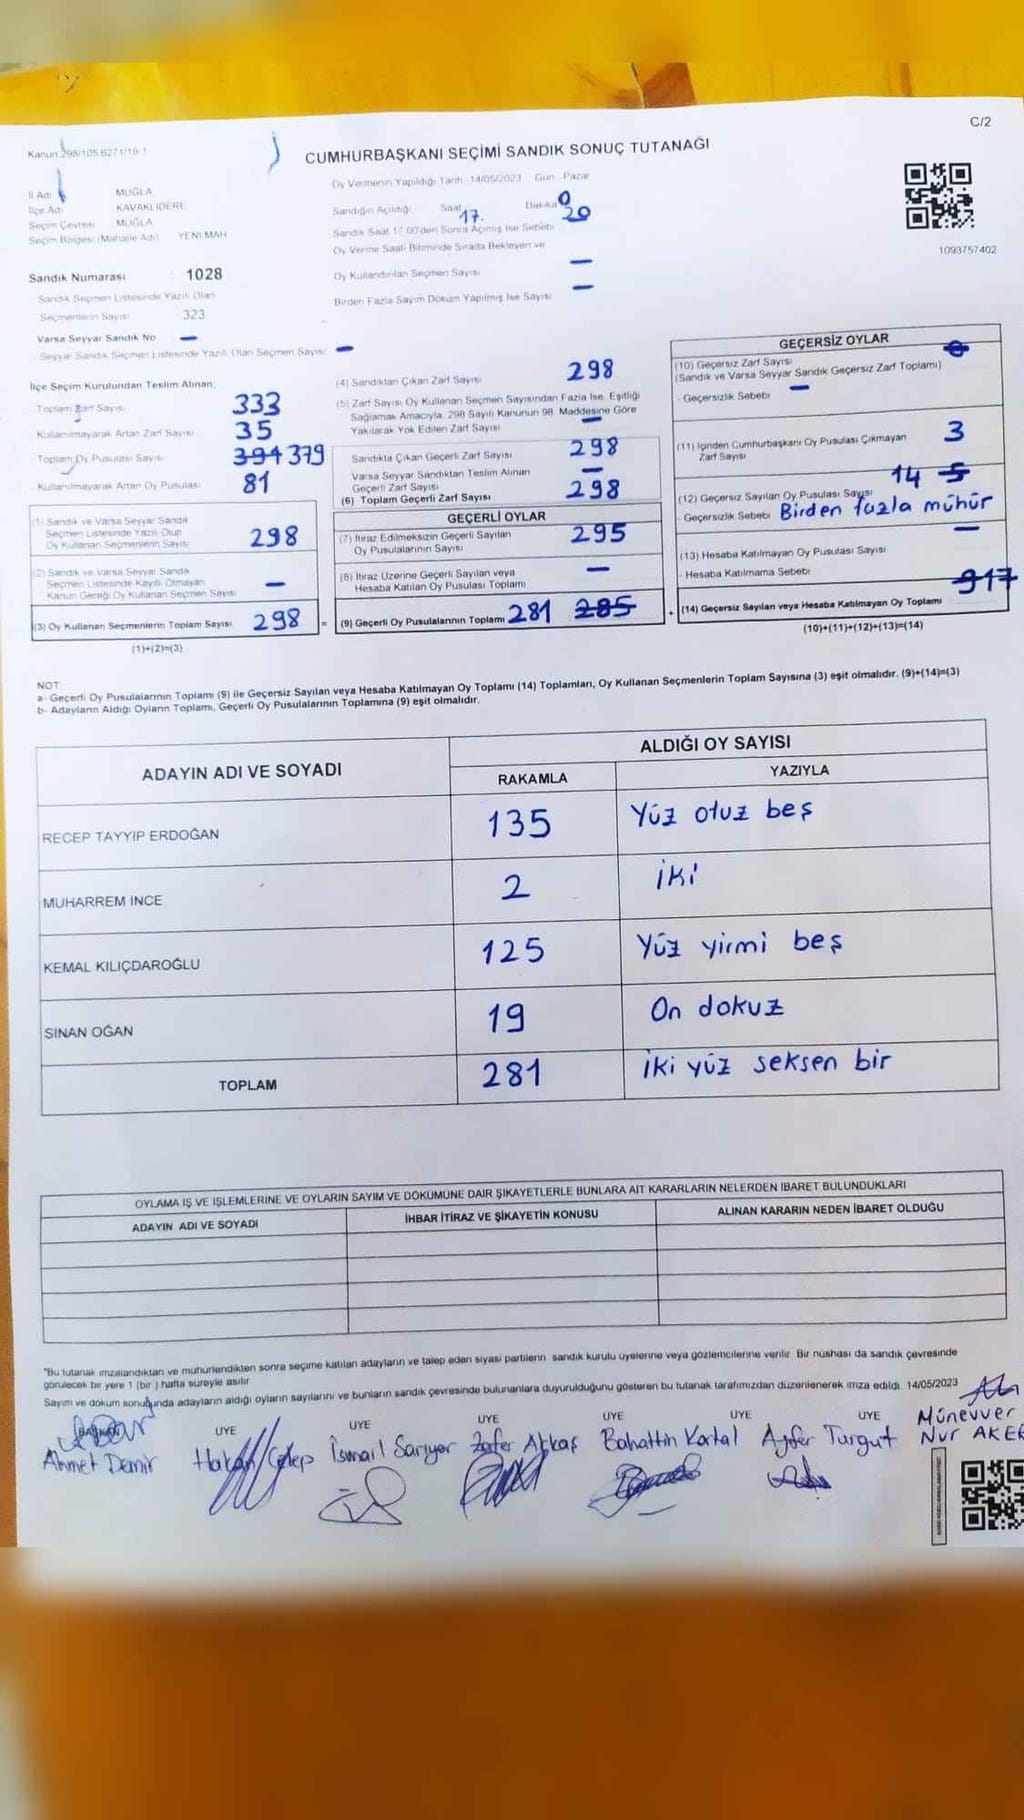 C/2
Kanun 298/105 6271/18-1
CUMHURBAŞKANI SEÇİMİ SANDIK SONUÇ TUTANAĞI
İl Adı MUĞLA
İlçe Adı KAVAKLIDERE
Seçim Çevresi MUĞLA
Seçim Bölgesi (Mahalle Adı) YENİ MAH
Sandık Numarası : 1028
Sandık Seçmen Listesinde Yazılı Olan
Seçmenlerin Sayısı 323
Varsa Seyyar Sandık No –
Seyyar Sandık Seçmen Listesinde Yazılı Olan Seçmen Sayısı –
Oy Vermenin Yapıldığı Tarih 14/05/2023 Gün Pazar
Sandığın Açıldığı Saat 17. Dakika 20
Sandık Saat 17 00'den Sonra Açımış İse Sebebi
Oy Verme Saati Bitiminde Sırada Bekleyen ve
Oy Kullandırılan Seçmen Sayısı –
Birden Fazla Sayım Döküm Yapılmış İse Sayısı –
1093757402
İlçe Seçim Kurulundan Teslim Alınan;
Toplam Zarf Sayısı 333
Kullanılmayarak Artan Zarf Sayısı 35
Toplam Oy Pusulası Sayısı 394 379
Kullanılmayarak Artan Oy Pusulası 81
(1) Sandık ve Varsa Seyyar Sandık
Seçmen Listesinde Yazılı Olup
Oy Kullanan Seçmenlerin Sayısı 298
(2) Sandık ve Varsa Seyyar Sandık
Seçmen Listesinde Kayıtlı Olmayan
Kanun Gereği Oy Kullanan Seçmen Sayısı –
(3) Oy Kullanan Seçmenlerin Toplam Sayısı 298
(1)+(2)=(3)
(4) Sandıktan Çıkan Zarf Sayısı 298
(5) Zarf Sayısı Oy Kullanan Seçmen Sayısından Fazla İse, Eşitliği
Sağlamak Amacıyla, 298 Sayılı Kanunun 98. Maddesine Göre
Yakılarak Yok Edilen Zarf Sayısı –
Sandıkta Çıkan Geçerli Zarf Sayısı 298
Varsa Seyyar Sandıktan Teslim Alınan
Geçerli Zarf Sayısı –
(6) Toplam Geçerli Zarf Sayısı 298
GEÇERLİ OYLAR
(7) İtiraz Edilmeksizin Geçerli Sayılan
Oy Pusulalarının Sayısı 295
(8) İtiraz Üzerine Geçerli Sayılan veya
Hesaba Katılan Oy Pusulası Toplamı –
= (9) Geçerli Oy Pusulalarının Toplamı 281 285
GEÇERSİZ OYLAR
(10) Geçersiz Zarf Sayısı
(Sandık ve Varsa Seyyar Sandık Geçersiz Zarf Toplamı)
- Geçersizlik Sebebi –
(11) İçinden Cumhurbaşkanı Oy Pusulası Çıkmayan
Zarf Sayısı 3
(12) Geçersiz Sayılan Oy Pusulası Sayısı 14 5
- Geçersizlik Sebebi Birden fazla mühür
(13) Hesaba Katılmayan Oy Pusulası Sayısı –
- Hesaba Katılmama Sebebi
+ (14) Geçersiz Sayılan veya Hesaba Katılmayan Oy Toplamı 9 17
(10)+(11)+(12)+(13)=(14)
NOT:
a- Geçerli Oy Pusulalarının Toplamı (9) ile Geçersiz Sayılan veya Hesaba Katılmayan Oy Toplamı (14) Toplamları, Oy Kullanan Seçmenlerin Toplam Sayısına (3) eşit olmalıdır. (9)+(14)=(3)
b- Adayların Aldığı Oyların Toplamı, Geçerli Oy Pusulalarının Toplamına (9) eşit olmalıdır.
ADAYIN ADI VE SOYADI ALDIĞI OY SAYISI
RAKAMLA YAZIYLA
RECEP TAYYIP ERDOĞAN 135 Yüz otuz beş
MUHARREM İNCE 2 iki
KEMAL KILIÇDAROĞLU 125 Yüz yirmi beş
SİNAN OĞAN 19 On dokuz
TOPLAM 281 iki yüz seksen bir
OYLAMA İŞ VE İŞLEMLERİNE VE OYLARIN SAYIM VE DÖKÜMÜNE DAİR ŞİKAYETLERLE BUNLARA AİT KARARLARIN NELERDEN İBARET BULUNDUKLARI
ADAYIN ADI VE SOYADI İHBAR İTİRAZ VE ŞİKAYETİN KONUSU ALINAN KARARIN NEDEN İBARET OLDUĞU
"Bu tutanak imzalandıktan ve mühürlendikten sonra seçime katılan adayların ve talep eden siyasi partilerin sandık kurulu üyelerine veya gözlemcilerine verilir. Bir nüshası da sandık çevresinde
görülecek bir yere 1 (bir) hafta süreyle asılır
Sayım ve döküm sonuğunda adayların aldığı oyların sayılarını ve bunların sandık çevresinde bulunanlara duyurulduğunu gösteren bu tutanak tarafımızdan düzenlenerek imza edildi. 14/05/2023
BAŞKAN ÜYE ÜYE ÜYE ÜYE ÜYE ÜYE
Ahmet Demir Hakan İsmail Sarıyar Zafer Akkaş Bahattin Kartal Ayfer Turgut Münevver
Nur AKER